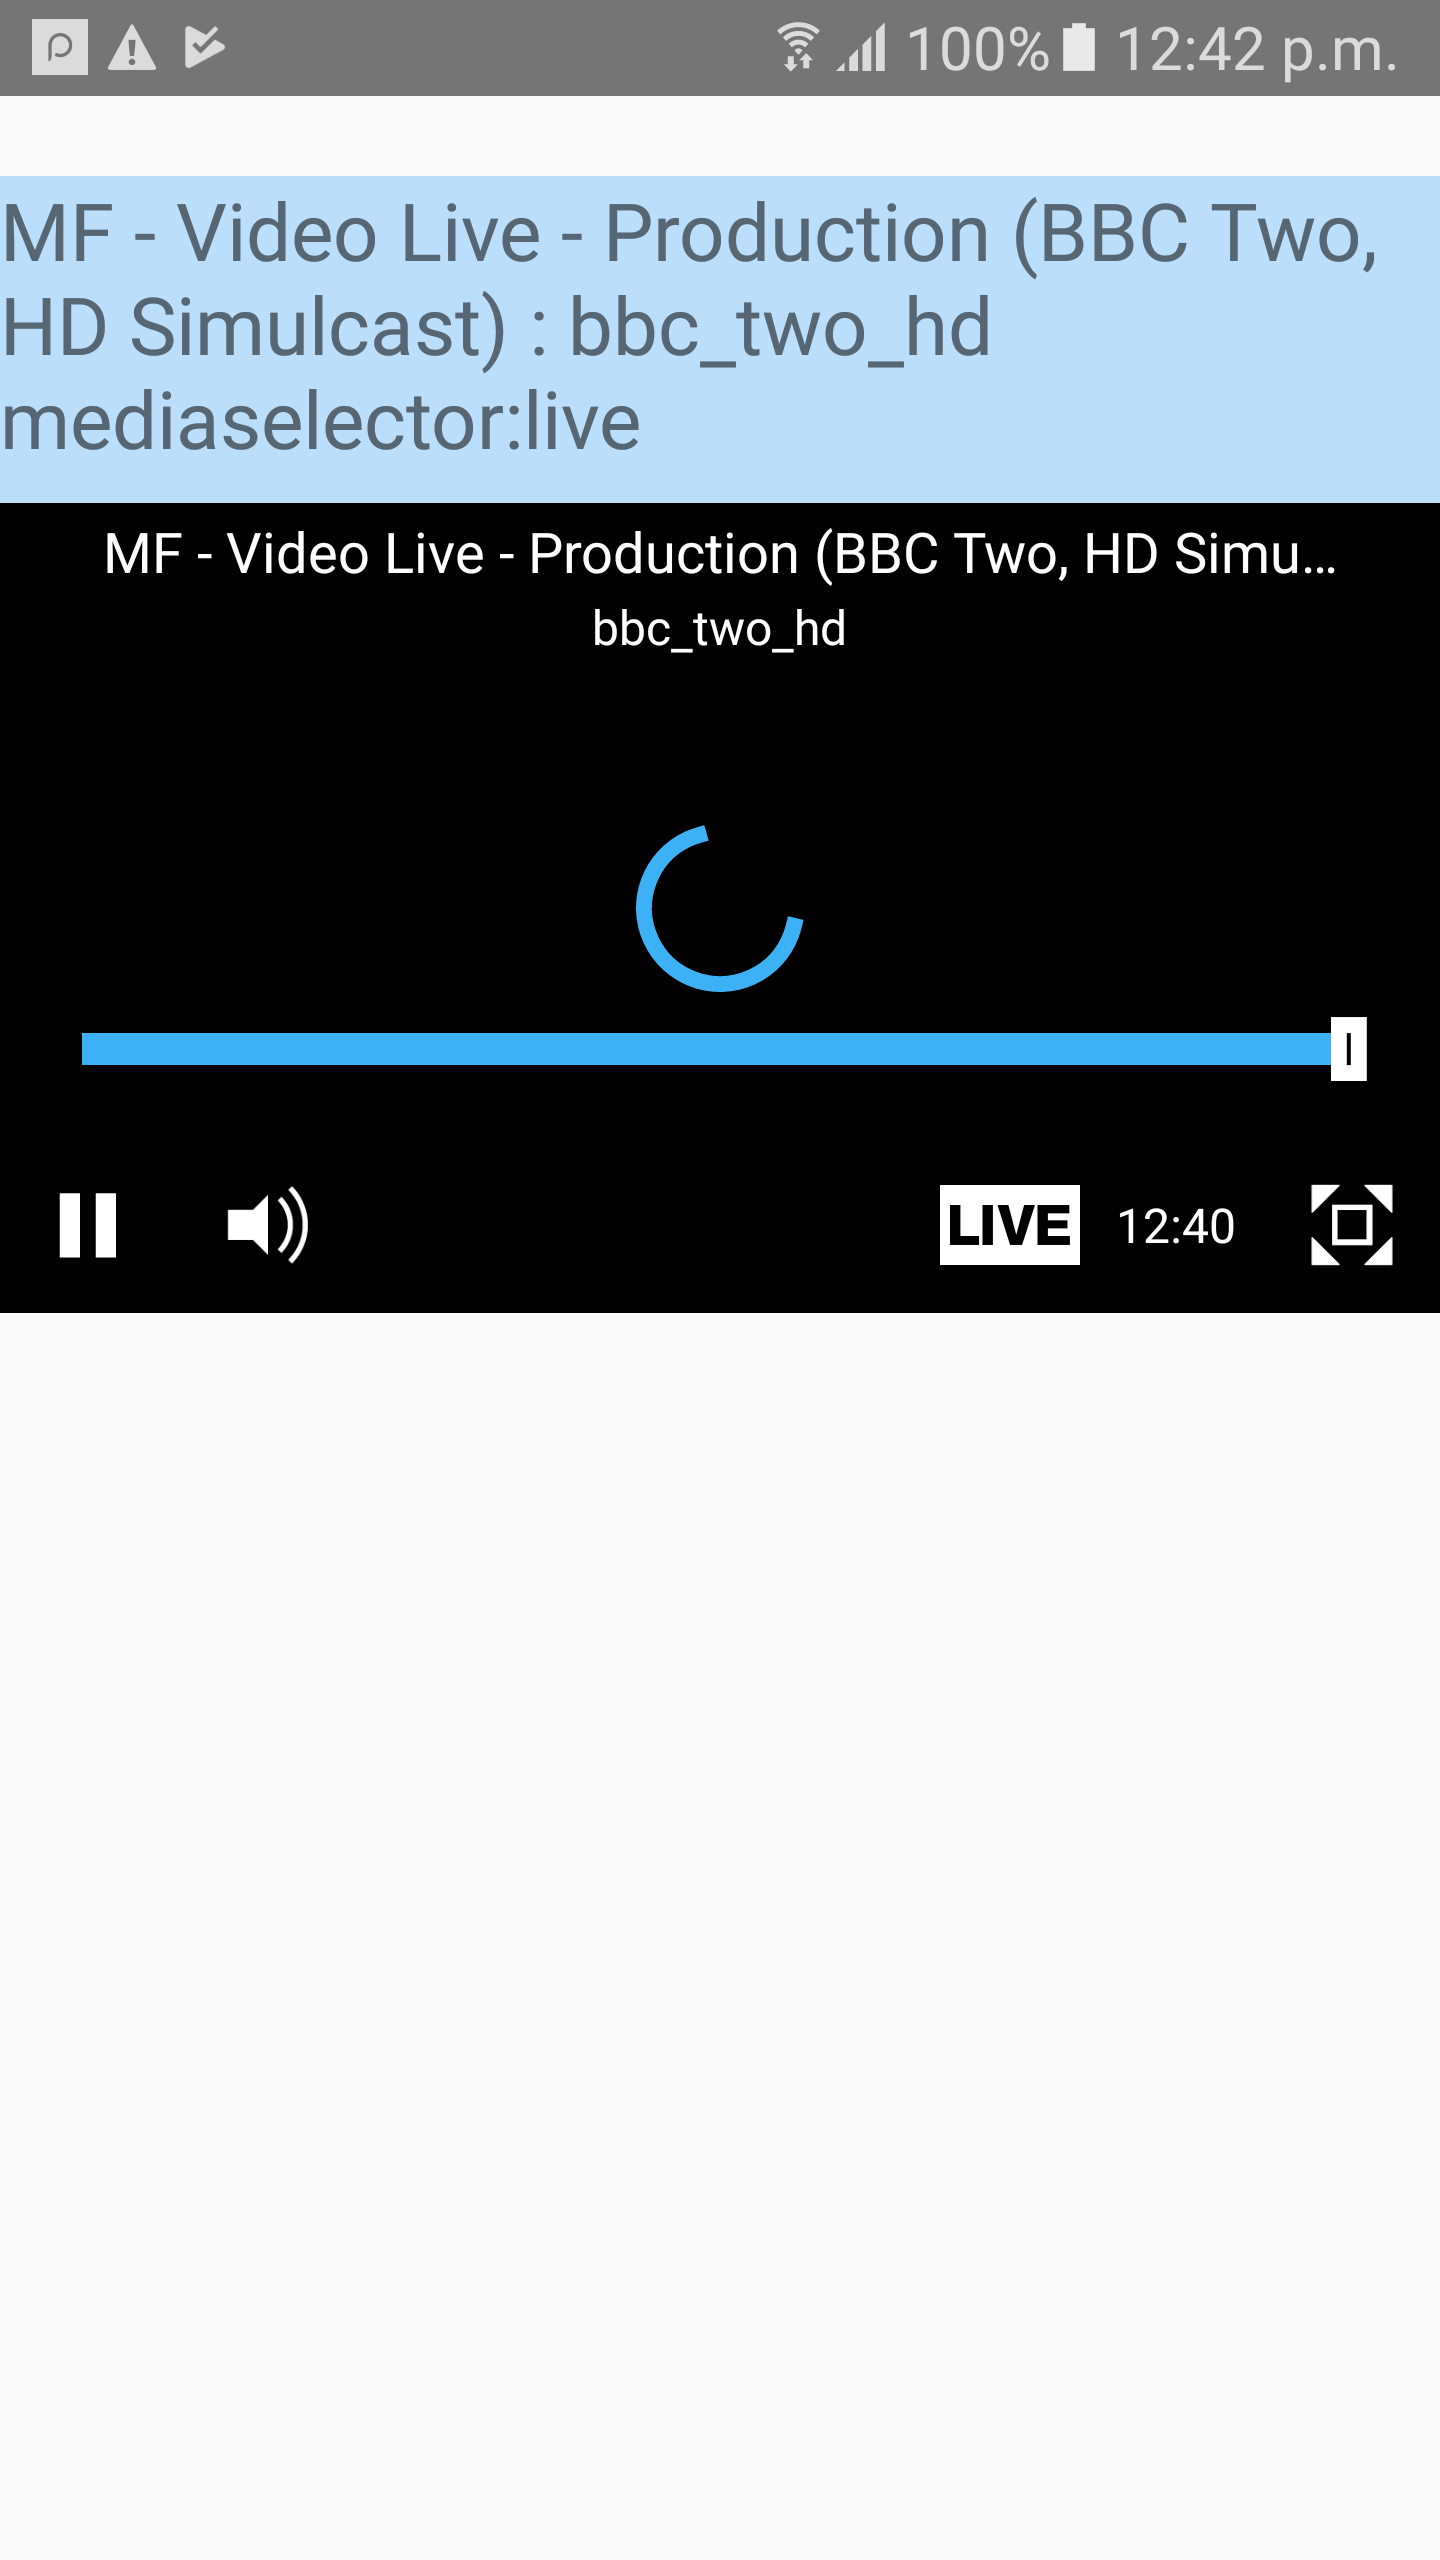 100% 12:42 p.m.
MF - Video Live - Production (BBC Two,
HD Simulcast) : bbc_two_hd
mediaselector:live
MF - Video Live - Production (BBC Two, HD Simu...
bbc_two_hd
LIVE 12:40